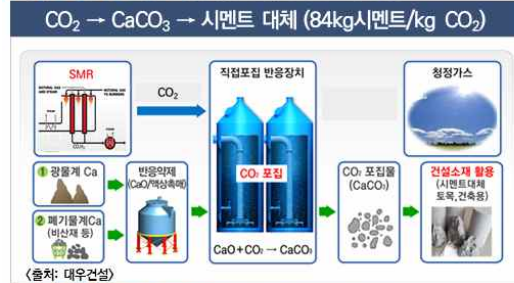 CO₂ → CaCO₃ → 시멘트 대체 (84kg시멘트/kg CO₂)
SMR
CO₂
직접포집 반응장치
청정가스
CO₂ 포집
① 광물계 Ca
② 폐기물계Ca
(비산재 등)
반응약제
(CaO/액상촉매)
CaO+CO₂ → CaCO₃
CO₂ 포집물
(CaCO₃)
건설소재 활용
(시멘트대체
토목,건축용)
<출처: 대우건설>